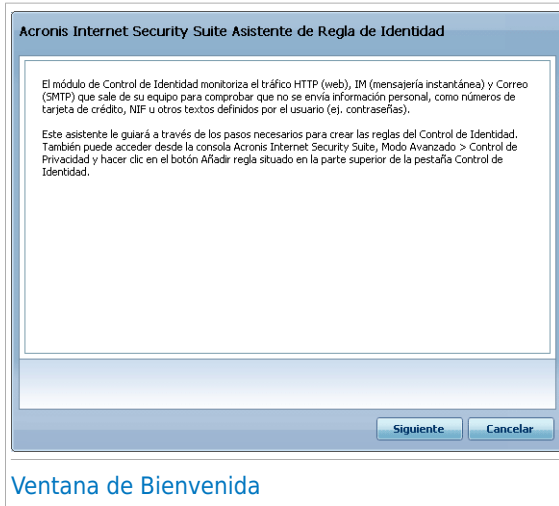 Acronis Internet Security Suite Asistente de Regla de Identidad
El módulo de Control de Identidad monitoriza el tráfico HTTP (web), IM (mensajería instantánea) y Correo
(SMTP) que sale de su equipo para comprobar que no se envía información personal, como números de
tarjeta de crédito, NIF u otros textos definidos por el usuario (ej. contraseñas).
Este asistente le guiará a través de los pasos necesarios para crear las reglas del Control de Identidad.
También puede acceder desde la consola Acronis Internet Security Suite, Modo Avanzado > Control de
Privacidad y hacer clic en el botón Añadir regla situado en la parte superior de la pestaña Control de
Identidad.
Siguiente
Cancelar
Ventana de Bienvenida